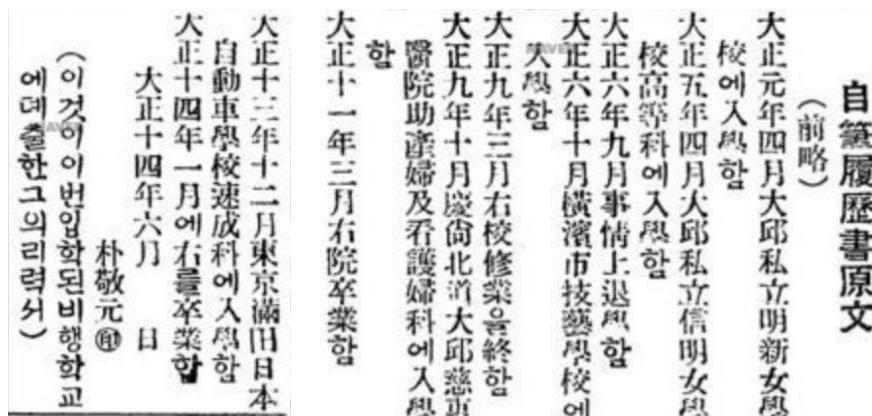 自筆履歷書原文
(前略)
大正元年四月大邱私立明新女學
校에入學함
大正五年四月大邱私立信明女學
校高等科에入學함
大正六年九月事情上退學함
大正六年十月橫濱市技藝學校에
入學함
大正九年三月右校修業을終함
大正九年十月慶尙北道大邱慈惠
醫院助產婦及看護婦科에入學
함
大正十一年三月右院卒業함
大正十三年十二月東京蒲田日本
自動車學校速成科에入學함
大正十四年一月에右를卒業함
大正十四年六月 日
朴敬元㊞
(이것이이번입학된비행학교
에뎨출한그의리력서)